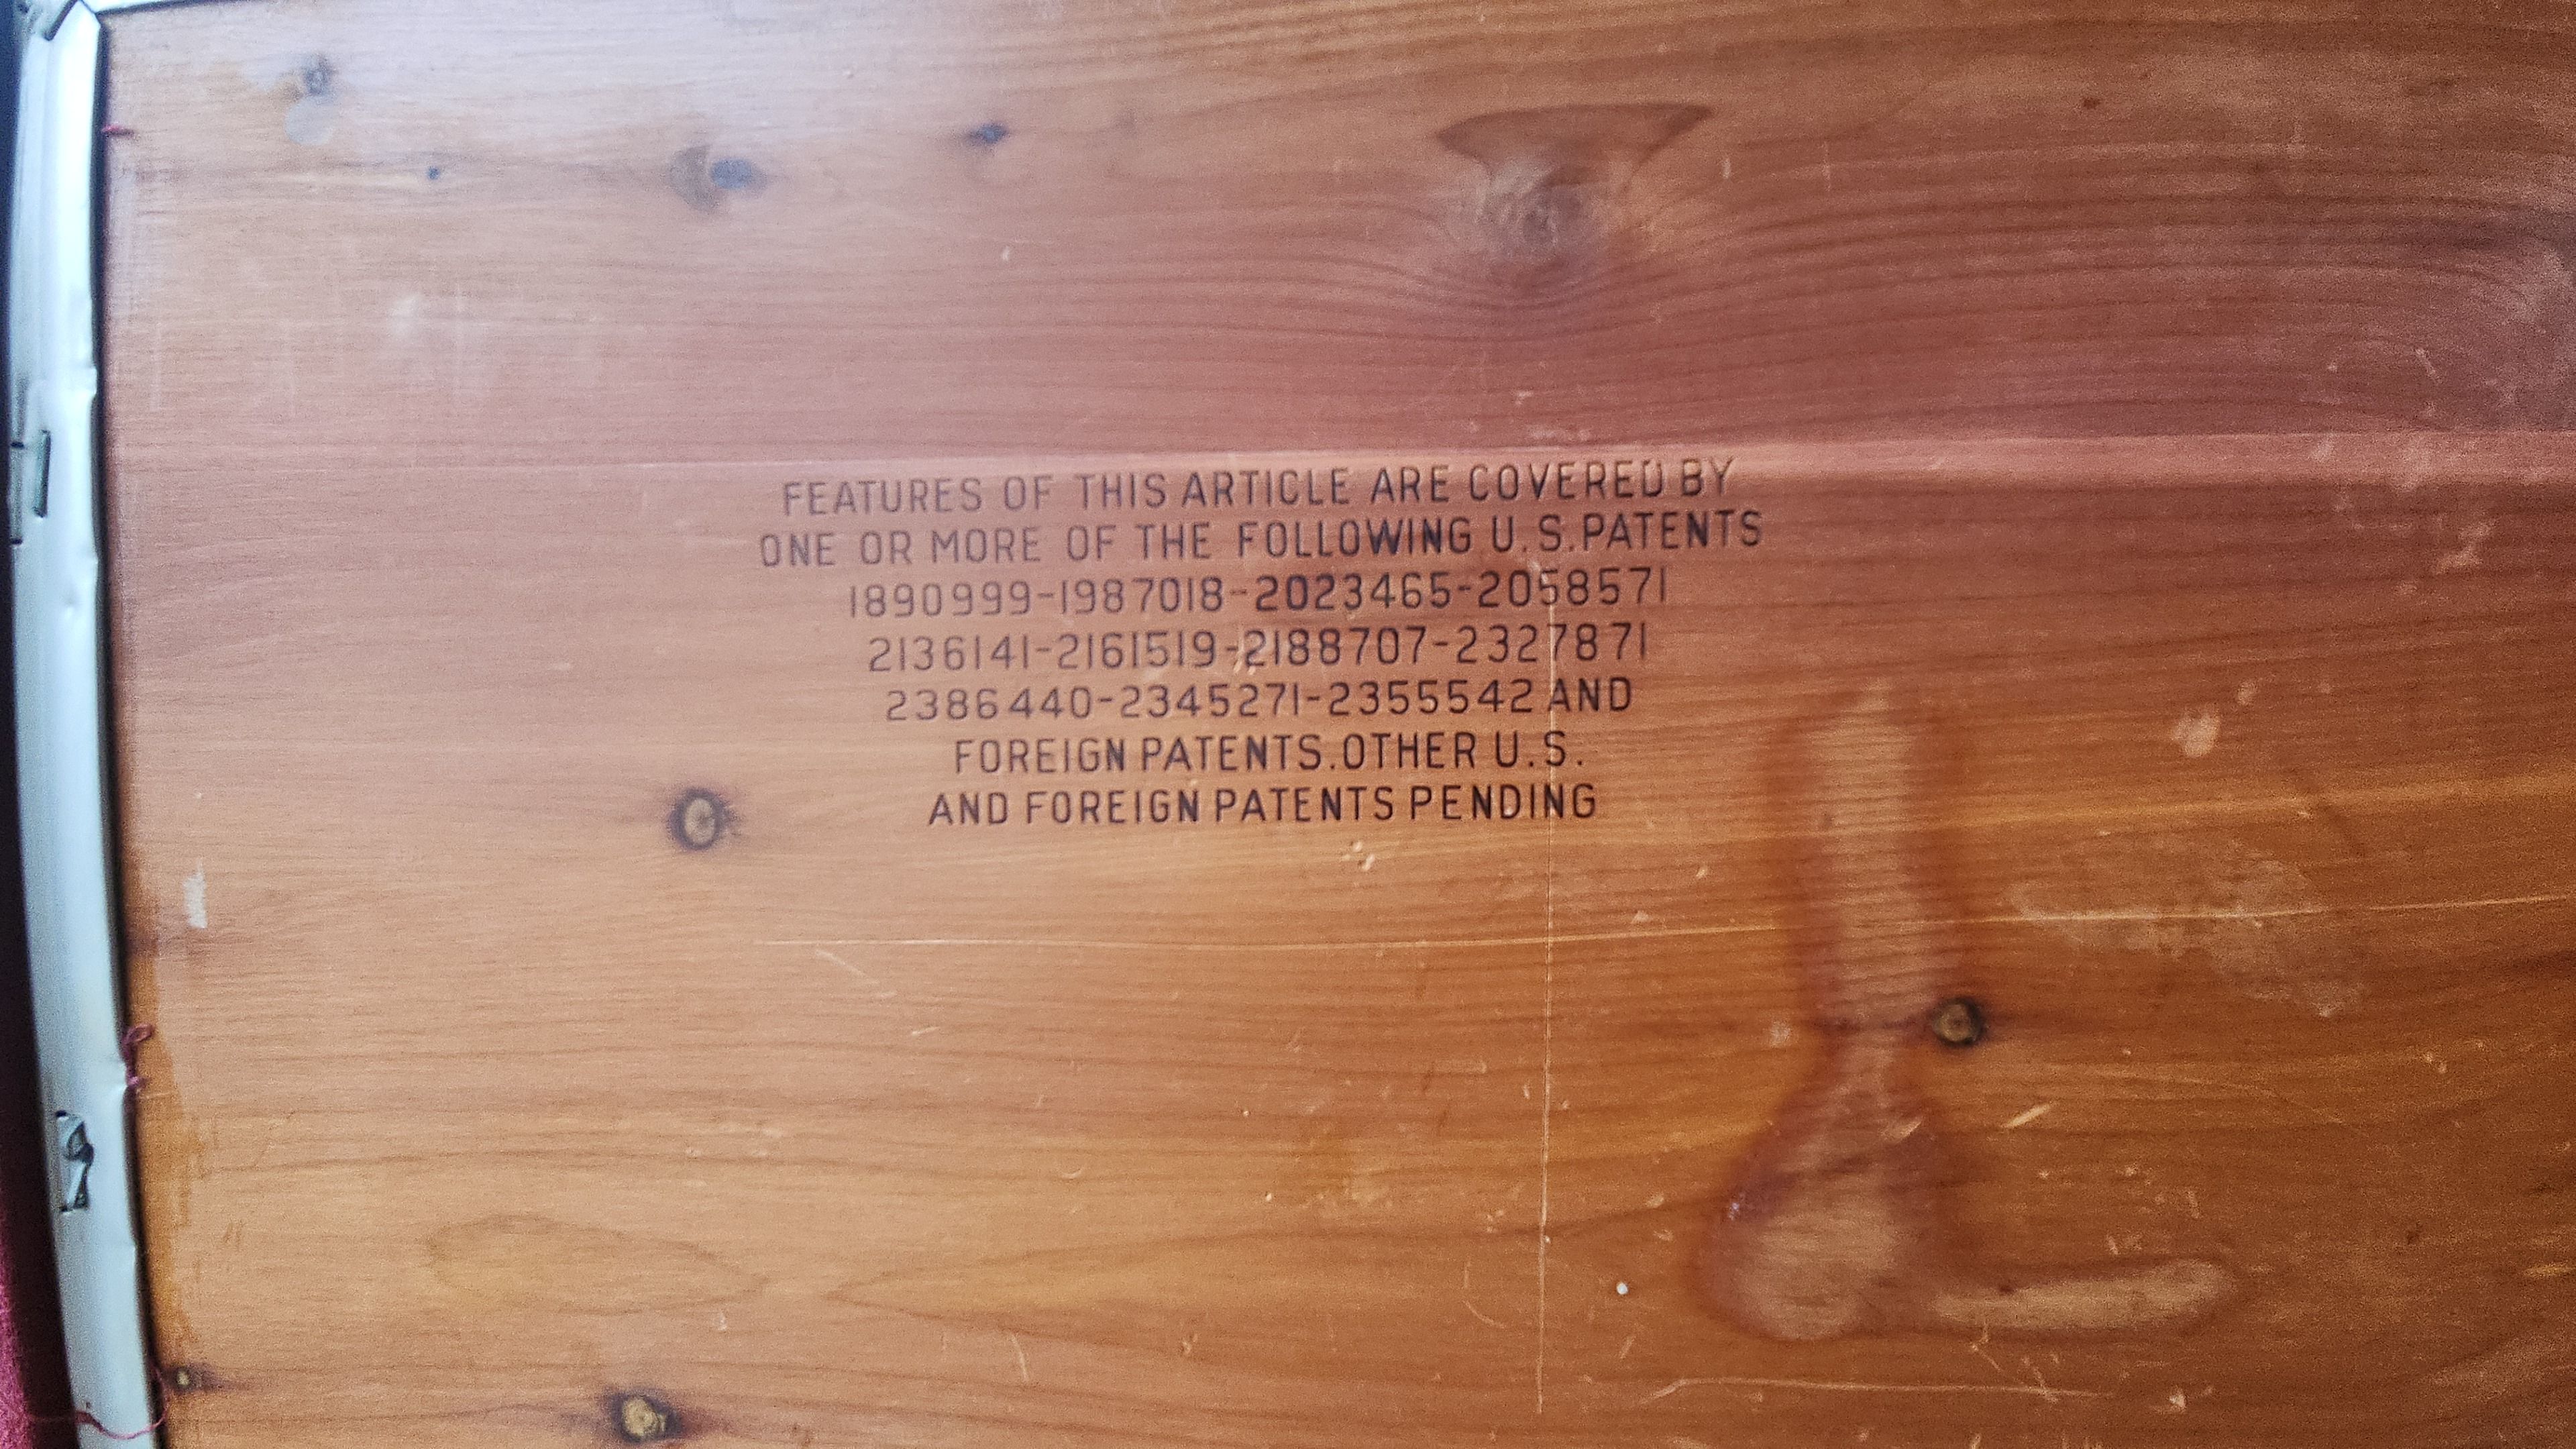 FEATURES OF THIS ARTICLE ARE COVERED BY
ONE OR MORE OF THE FOLLOWING U.S.PATENTS
1890999-1987018-2023465-2058571
2136141-2161519-2188707-2327871
2386440-2345271-2355542 AND
FOREIGN PATENTS.OTHER U.S.
AND FOREIGN PATENTS PENDING